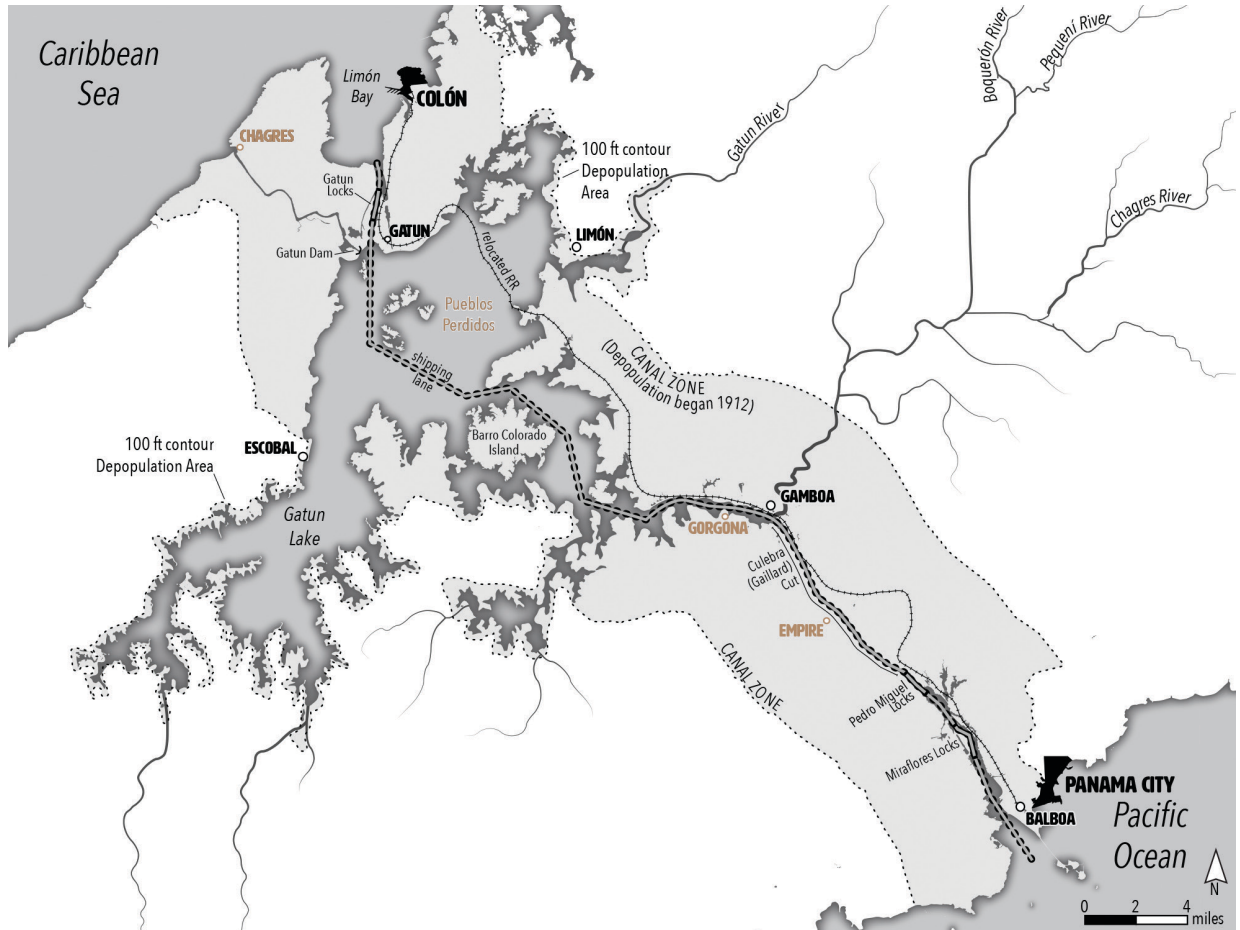 Caribbean
Sea
Limón
Bay
COLÓN
CHAGRES
Gatun
Locks
GATUN
Gatun Dam
100 ft contour
Depopulation
Area
LIMÓN
Gatun River
Boquerón River
Pequení River
Chagres River
relocated RR
Pueblos
Perdidos
shipping
lane
CANAL ZONE
(Depopulation began 1912)
Barro Colorado
Island
ESCOBAL
100 ft contour
Depopulation Area
Gatun
Lake
GAMBOA
GORGONA
Culebra
(Gaillard)
Cut
EMPIRE
CANAL ZONE
Pedro Miguel
Locks
Miraflores Locks
PANAMA CITY
BALBOA
Pacific
Ocean
N
0 2 4
miles